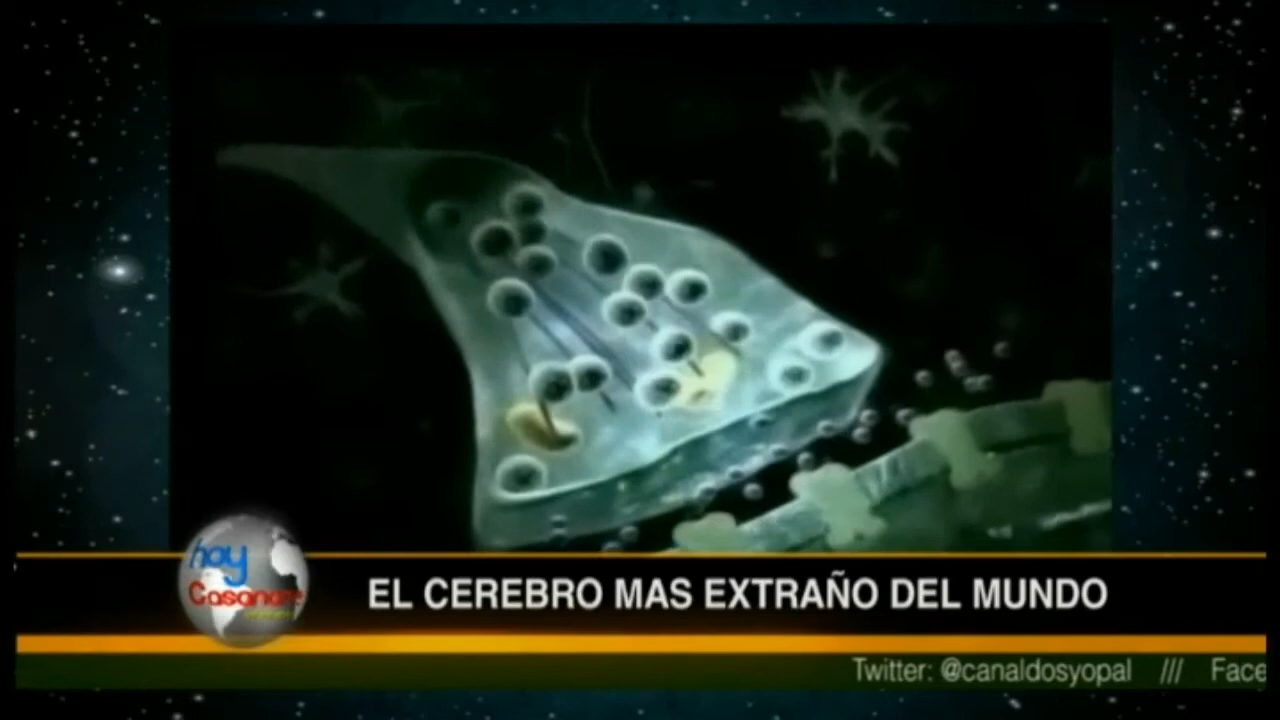 hoy
Casanare
EL CEREBRO MAS EXTRAÑO DEL MUNDO
Twitter: @canaldosyopal /// Face